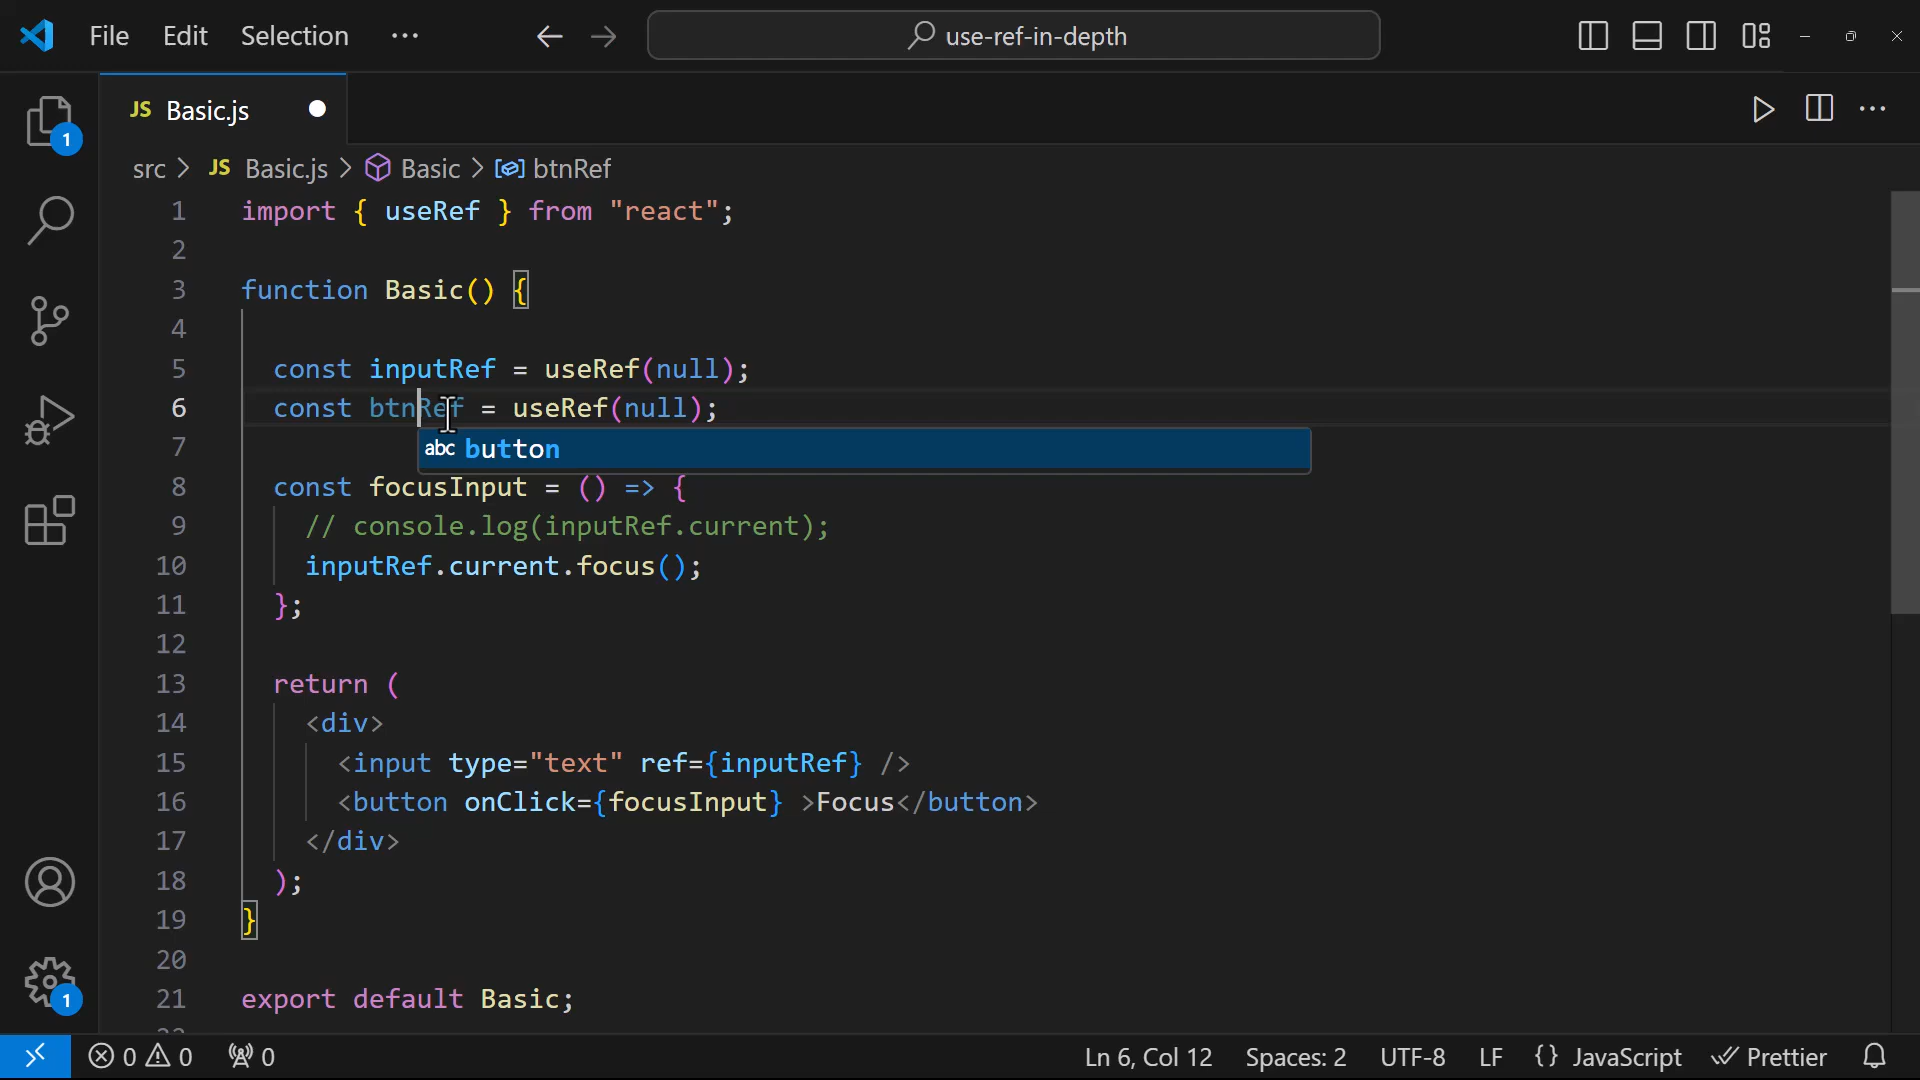 File Edit Selection ··· use-ref-in-depth
JS Basic.js
src > JS Basic.js > Basic > btnRef
1 import { useRef } from "react";
2
3 function Basic() {
4
5 const inputRef = useRef(null);
6 const btnRef = useRef(null);
7 abc button
8 const focusInput = () => {
9 // console.log(inputRef.current);
10 inputRef.current.focus();
11 };
12
13 return (
14 <div>
15 <input type="text" ref={inputRef} />
16 <button onClick={focusInput} >Focus</button>
17 </div>
18 );
19 }
20
21 export default Basic;
1
1
0 0 0 Ln 6, Col 12 Spaces: 2 UTF-8 LF {} JavaScript Prettier